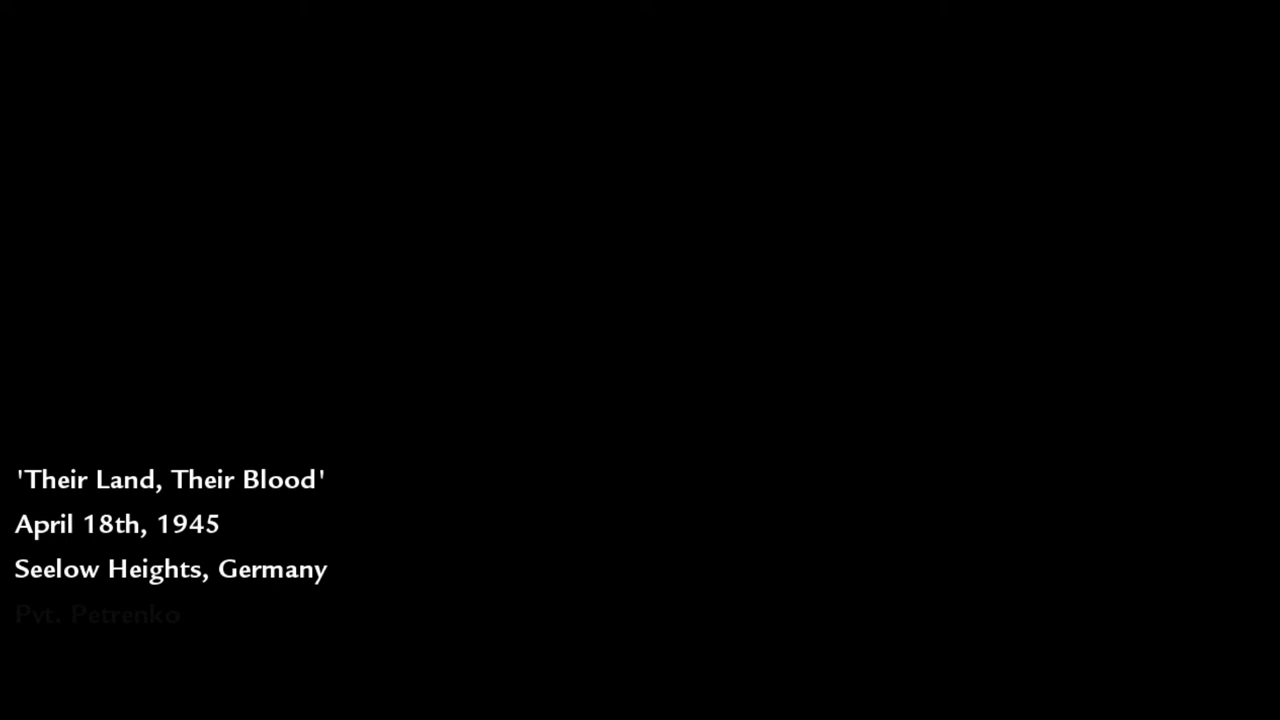 'Their Land, Their Blood'
April 18th, 1945
Seelow Heights, Germany
Pvt. Petrenko